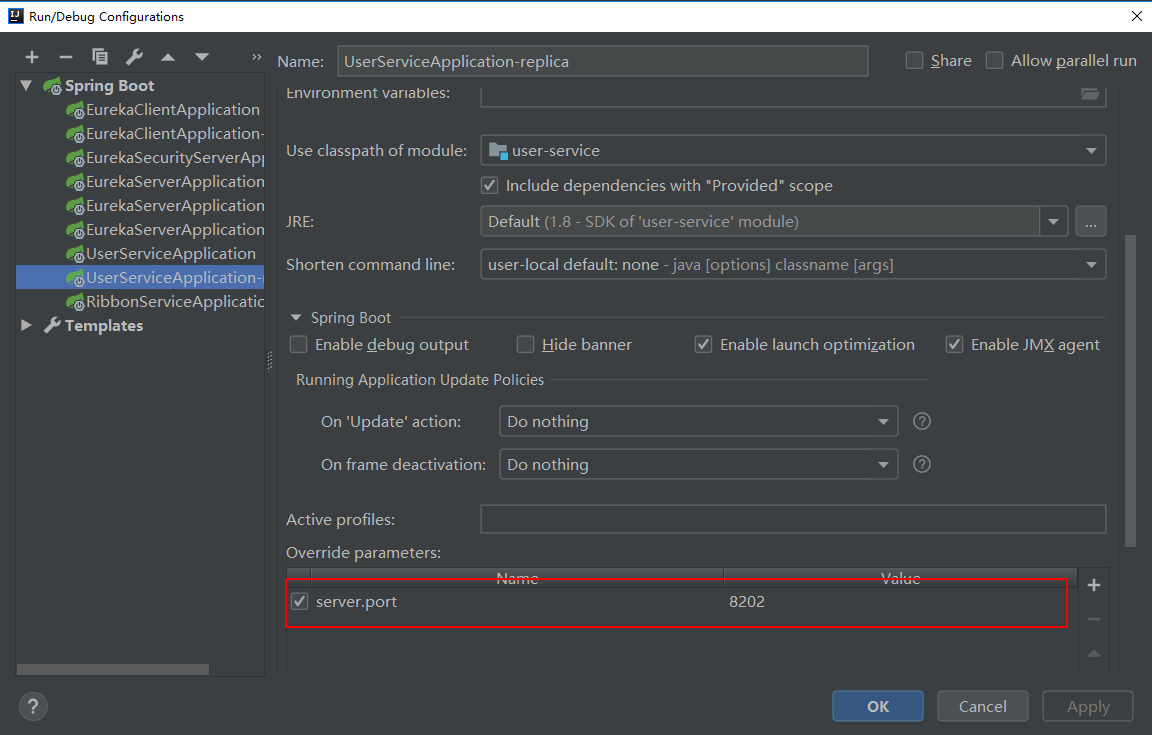 Run/Debug Configurations
Name: UserServiceApplication-replica Share Allow parallel run
Spring Boot
EurekaClientApplication
EurekaClientApplication-
EurekaSecurityServerApp
EurekaServerApplication
EurekaServerApplication
EurekaServerApplication
UserServiceApplication
UserServiceApplication-
RibbonServiceApplicatio
Templates
Environment variables:
Use classpath of module: user-service
Include dependencies with "Provided" scope
JRE: Default (1.8 - SDK of 'user-service' module) ...
Shorten command line: user-local default: none - java [options] classname [args]
Spring Boot
Enable debug output Hide banner Enable launch optimization Enable JMX agent
Running Application Update Policies
On 'Update' action: Do nothing ?
On frame deactivation: Do nothing ?
Active profiles:
Override parameters:
Name Value
server.port 8202
? OK Cancel Apply